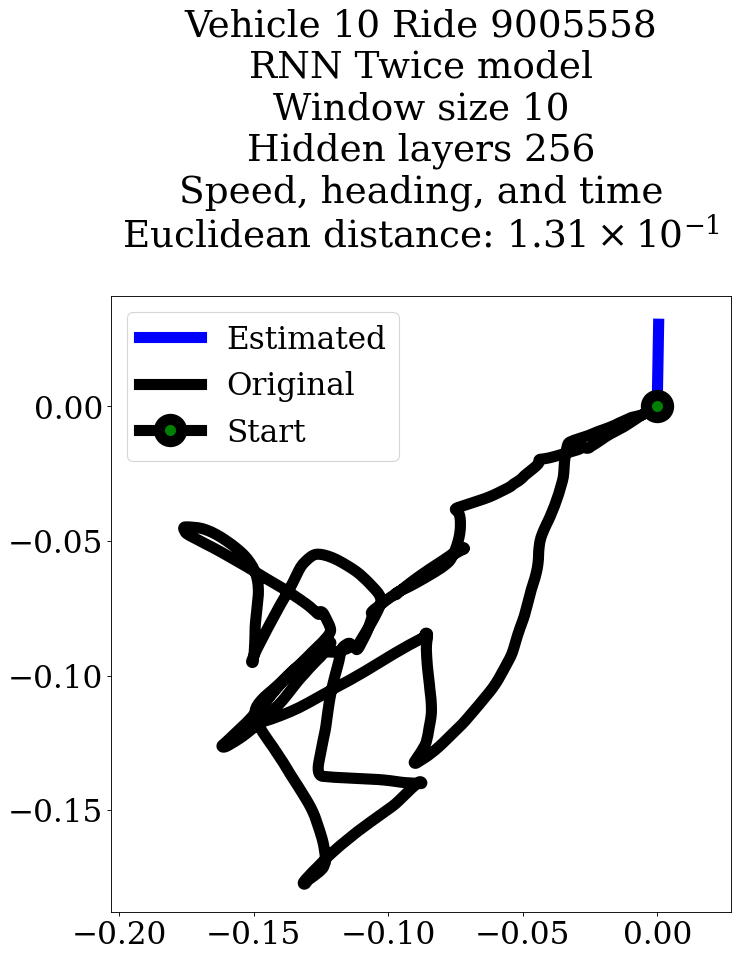 Vehicle 10 Ride 9005558
RNN Twice model
Window size 10
Hidden layers 256
Speed, heading, and time
Euclidean distance: 1.31 × 10⁻¹
Estimated
Original
Start
0.00
−0.05
−0.10
−0.15
−0.20 −0.15 −0.10 −0.05 0.00